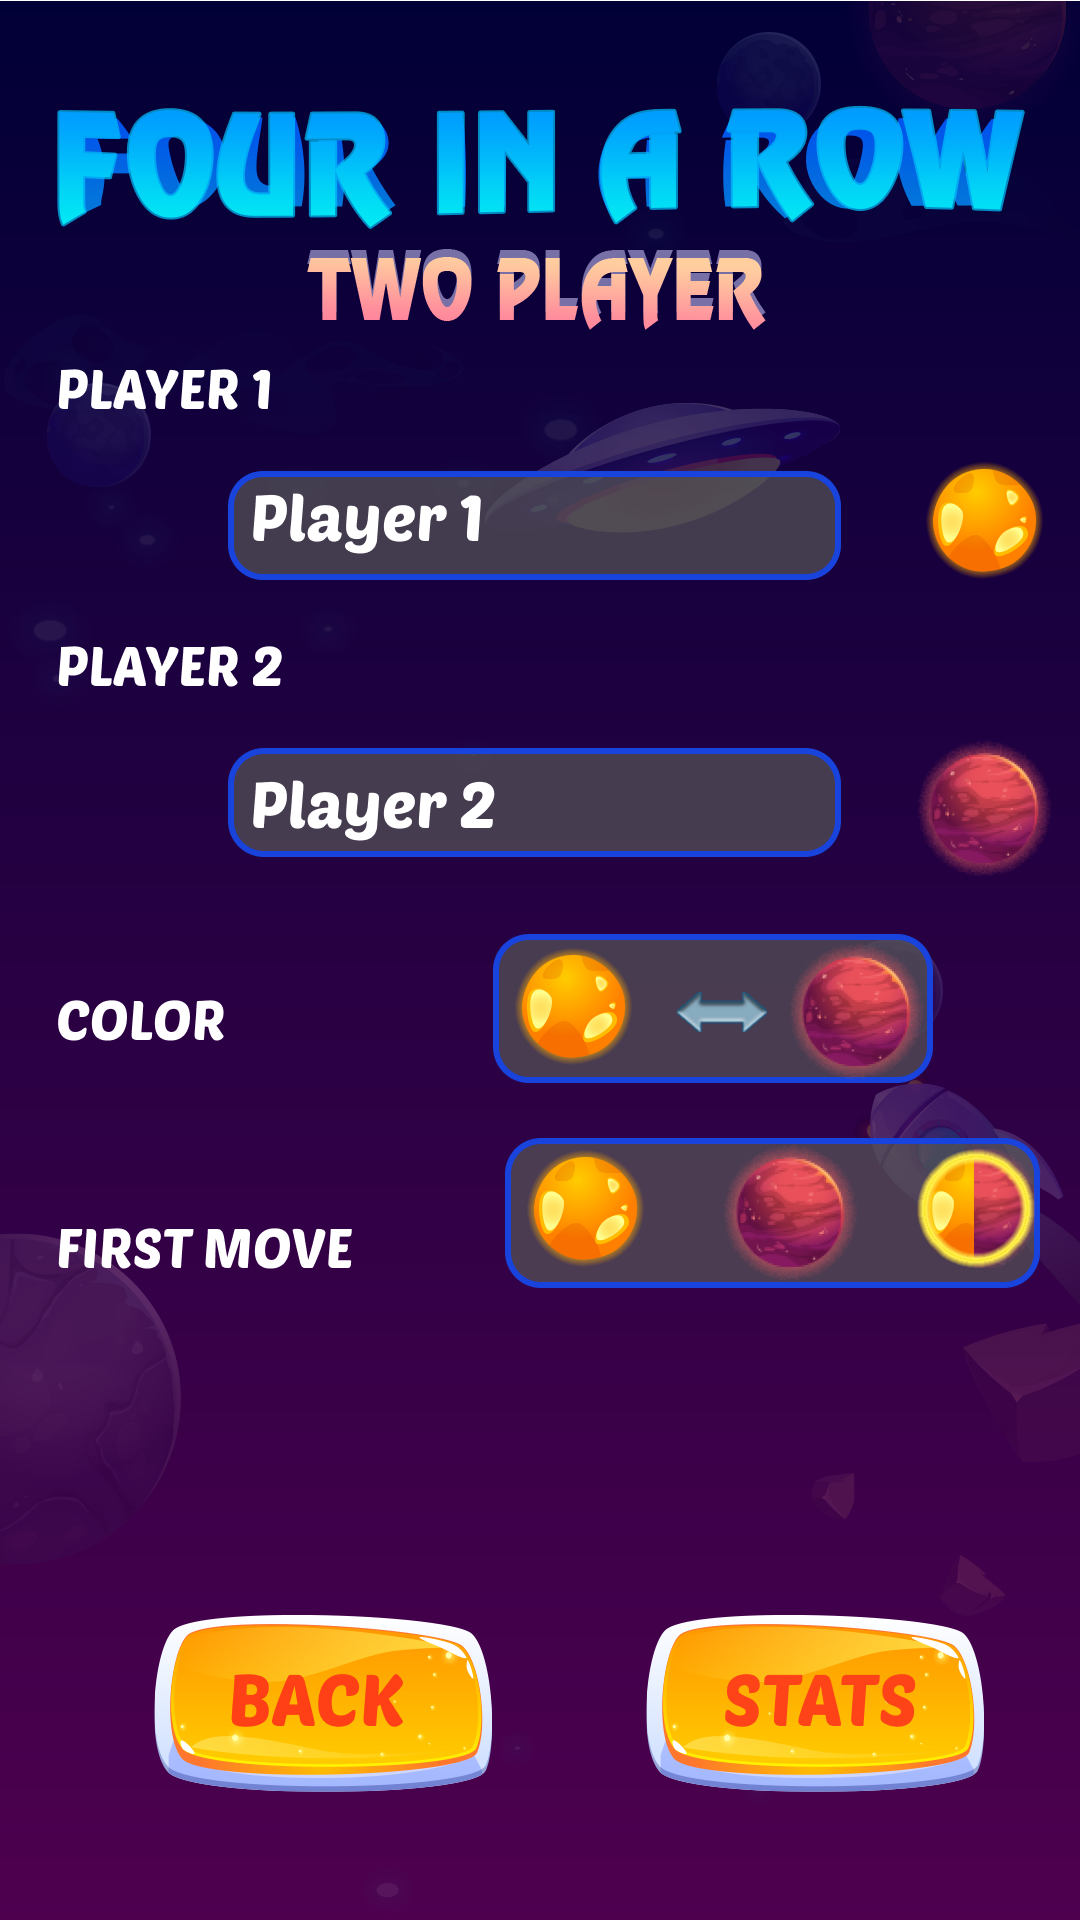 FOUR IN A ROW
TWO PLAYER
PLAYER 1
Player 1
PLAYER 2
Player 2
COLOR
FIRST MOVE
BACK
STATS